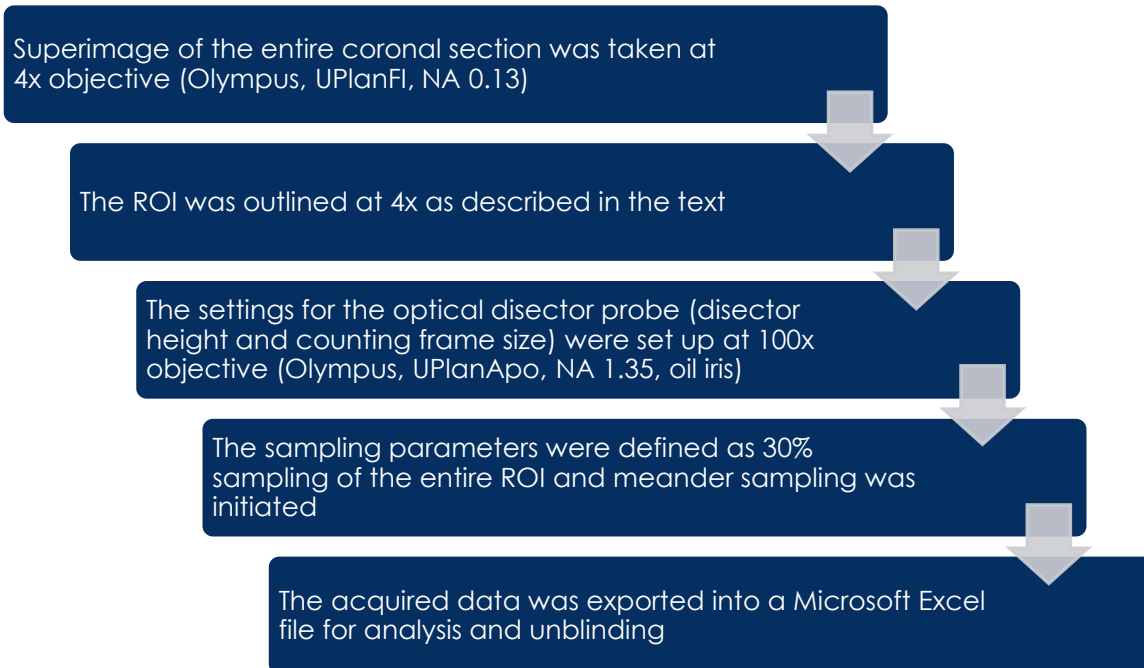 Superimage of the entire coronal section was taken at
4x objective (Olympus, UPlanFI, NA 0.13)
The ROI was outlined at 4x as described in the text
The settings for the optical disector probe (disector
height and counting frame size) were set up at 100x
objective (Olympus, UPlanApo, NA 1.35, oil iris)
The sampling parameters were defined as 30%
sampling of the entire ROI and meander sampling was
initiated
The acquired data was exported into a Microsoft Excel
file for analysis and unblinding